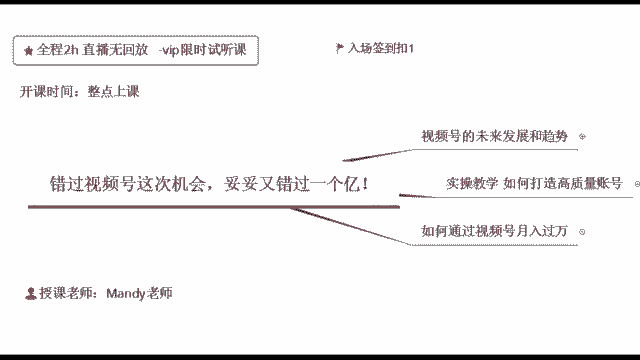 全程2h 直播无回放 -vip限时试听课
入场签到扣1
开课时间：整点上课
视频号的未来发展和趋势
错过视频号这次机会，妥妥又错过一个亿！
实操教学 如何打造高质量账号
如何通过视频号月入过万
授课老师：Mandy老师